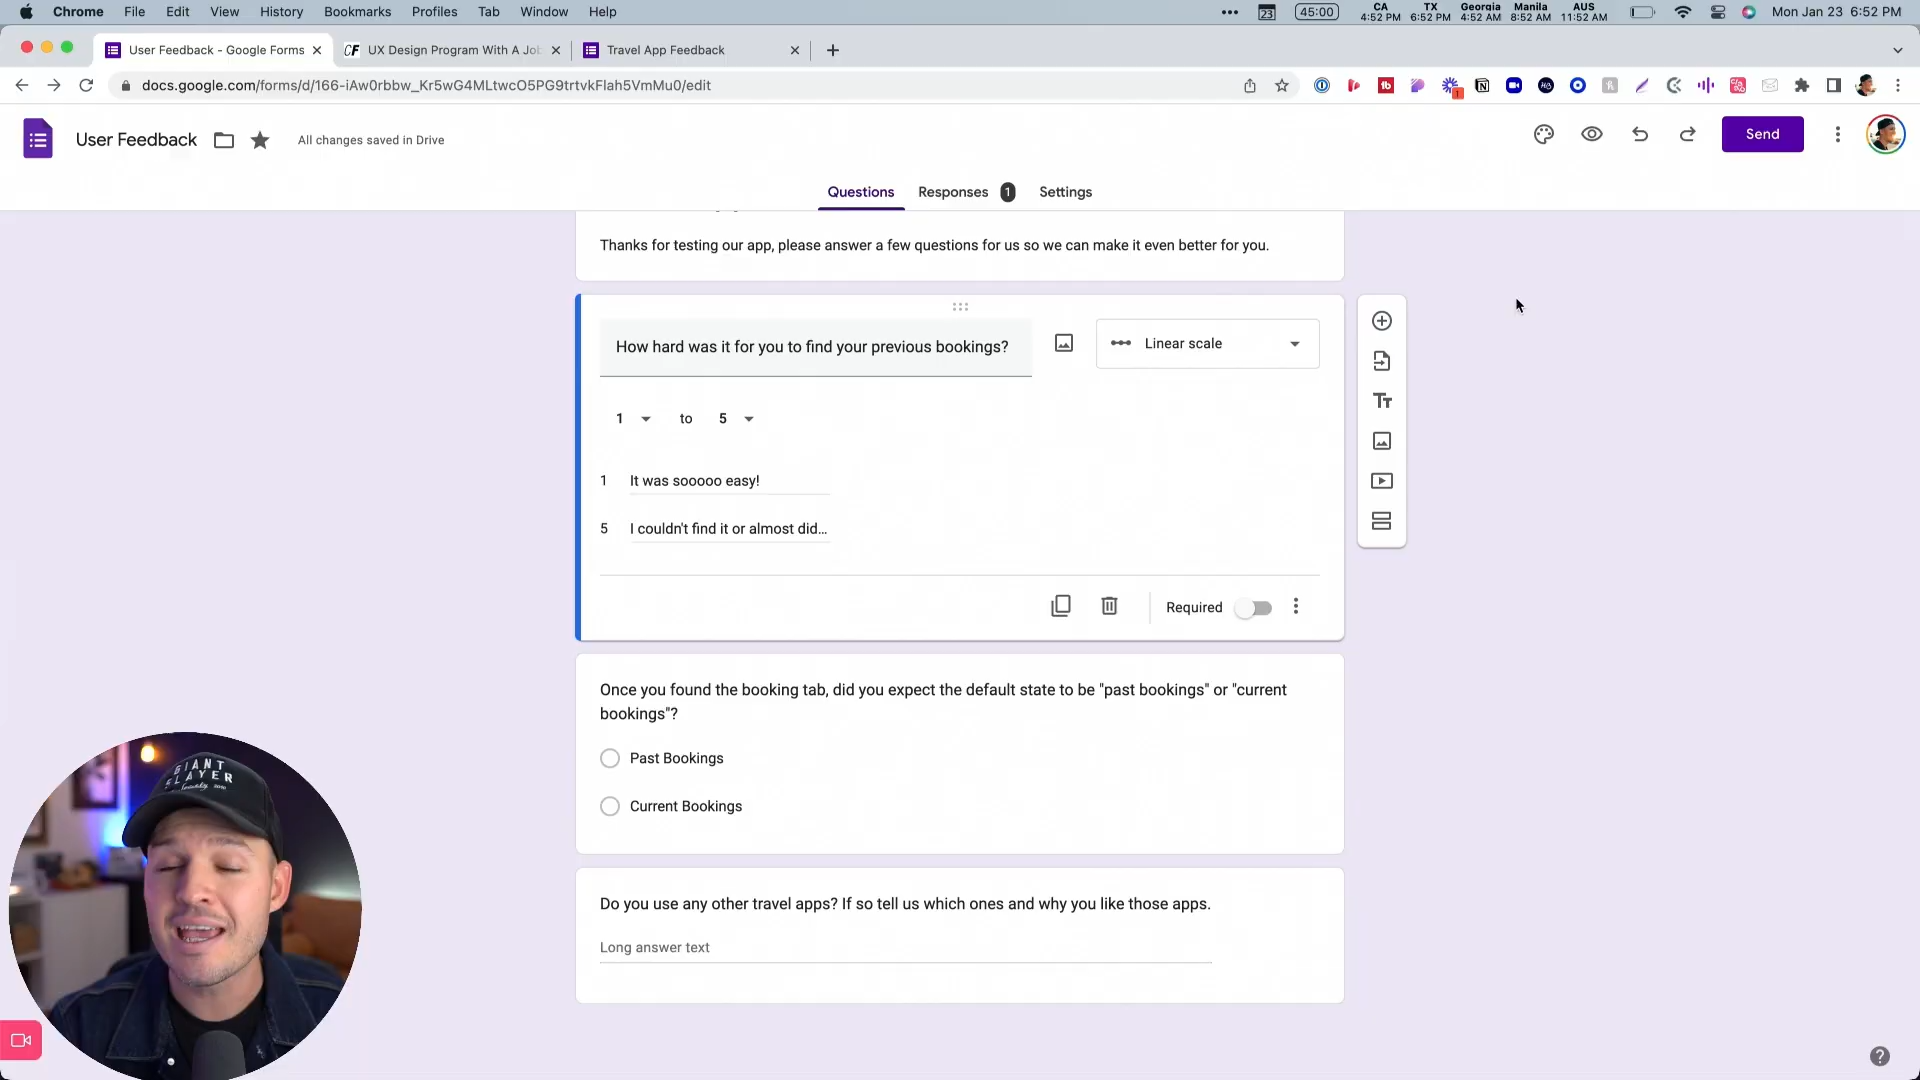 Chrome File Edit View History Bookmarks Profiles Tab Window Help
23 45:00 CA TX Georgia Manila AUS Mon Jan 23 6:52 PM
4:52 PM 6:52 PM 4:52 AM 8:52 AM 11:52 AM
User Feedback - Google Forms
CF UX Design Program With A Jo
Travel App Feedback
docs.google.com/forms/d/166-iAw0rbbw_Kr5wG4MLtwcO5PG9trtvkFlah5VmMu0/edit
User Feedback
All changes saved in Drive
Send
Questions Responses 1 Settings
Thanks for testing our app, please answer a few questions for us so we can make it even better for you.
How hard was it for you to find your previous bookings?
Linear scale
1 to 5
1 It was sooooo easy!
5 I couldn't find it or almost did...
Required
Once you found the booking tab, did you expect the default state to be "past bookings" or "current
bookings"?
Past Bookings
Current Bookings
Do you use any other travel apps? If so tell us which ones and why you like those apps.
Long answer text
GIANT
SLAYER